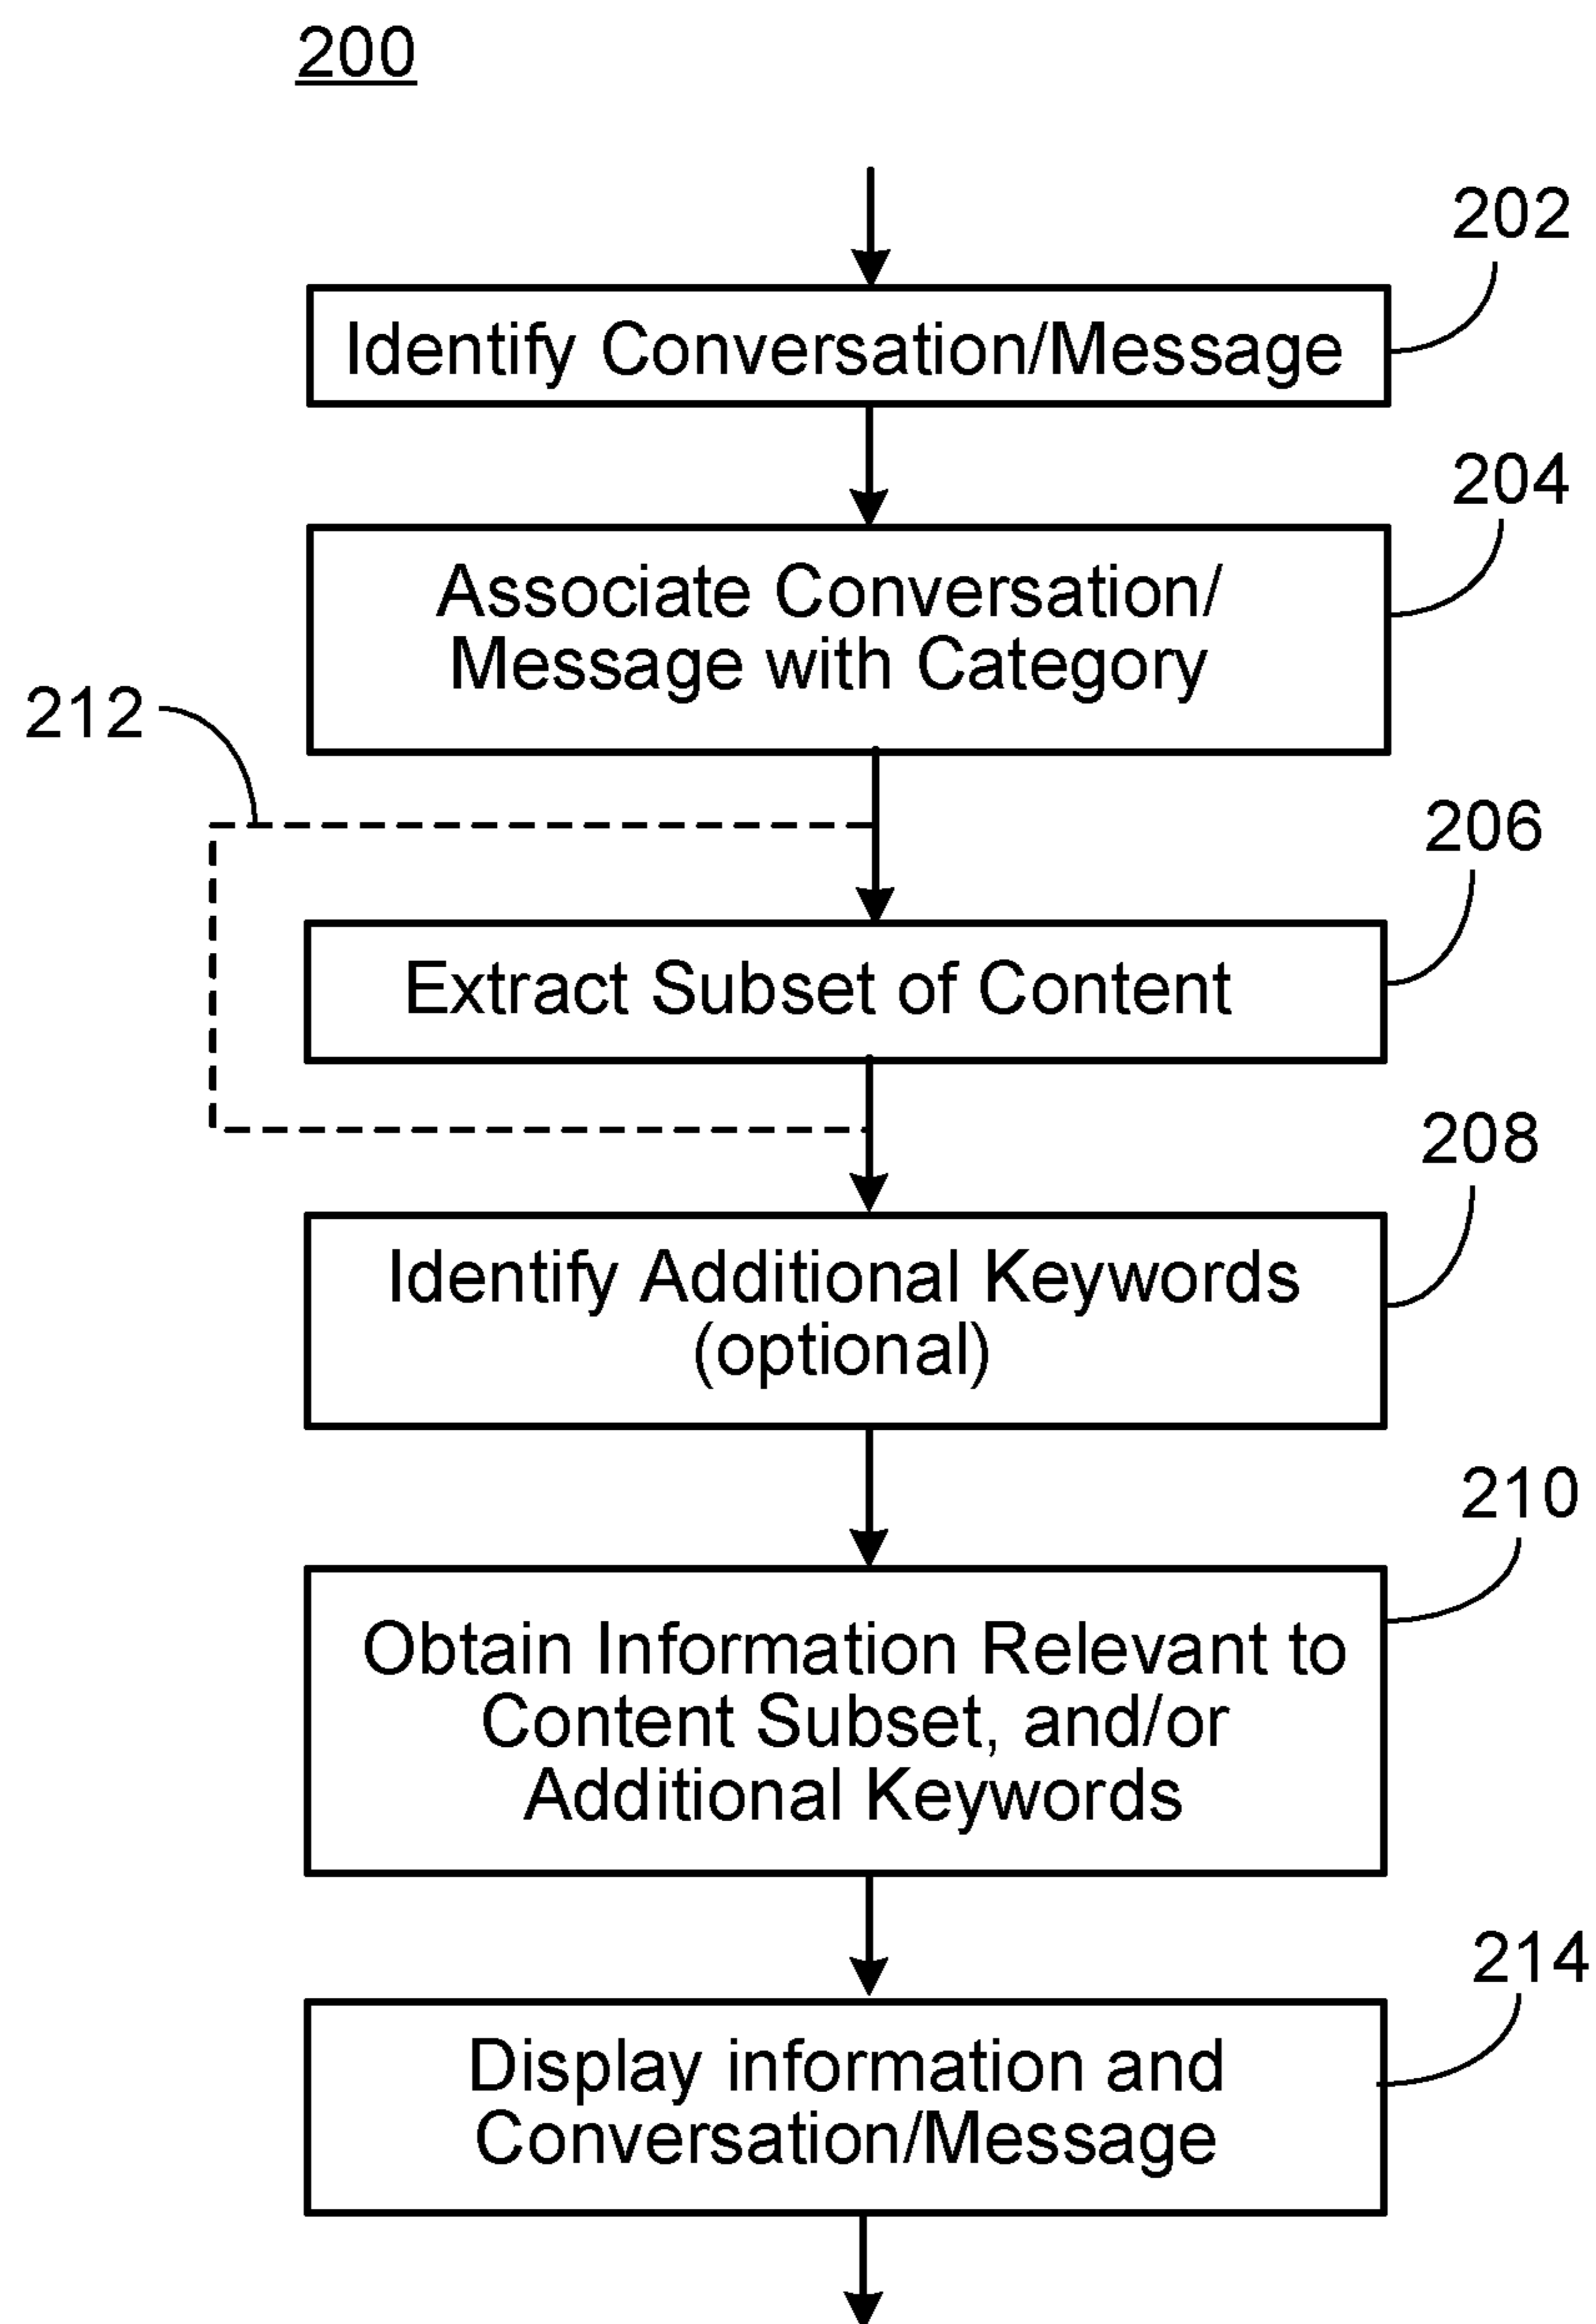 200
202
Identify Conversation/Message
204
Associate Conversation/
Message with Category
212
206
Extract Subset of Content
208
Identify Additional Keywords
(optional)
210
Obtain Information Relevant to
Content Subset, and/or
Additional Keywords
214
Display information and
Conversation/Message